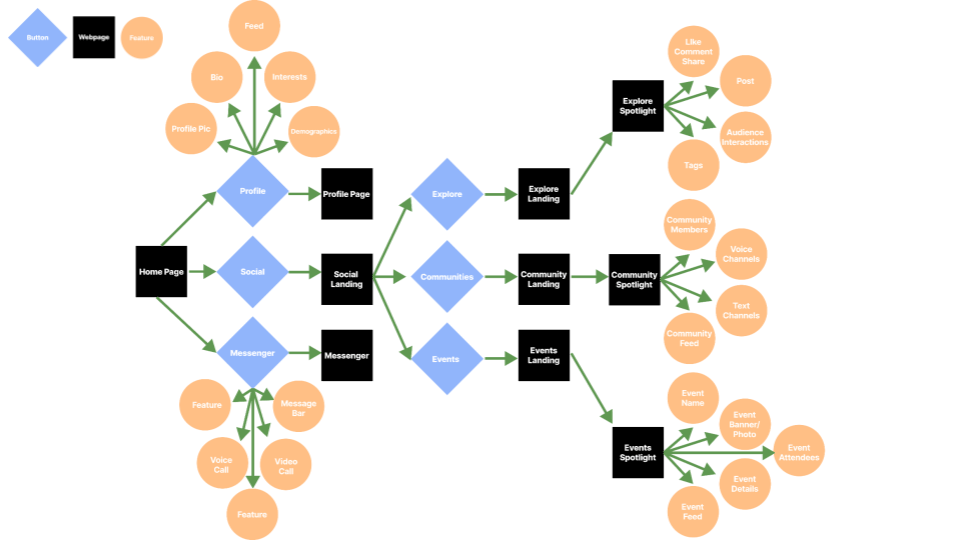 Button
Webpage
Feature
Feed
Bio
Interests
Profile Pic
Demographics
Profile
Profile Page
Home Page
Social
Social
Landing
Messenger
Messenger
Feature
Message
Bar
Voice
Call
Video
Call
Feature
Explore
Explore
Landing
Communities
Community
Landing
Events
Events
Landing
Explore
Spotlight
Like
Comment
Share
Post
Audience
Interactions
Tags
Community
Spotlight
Community
Members
Voice
Channels
Text
Channels
Community
Feed
Events
Spotlight
Event
Name
Event
Banner/
Photo
Event
Attendees
Event
Details
Event
Feed